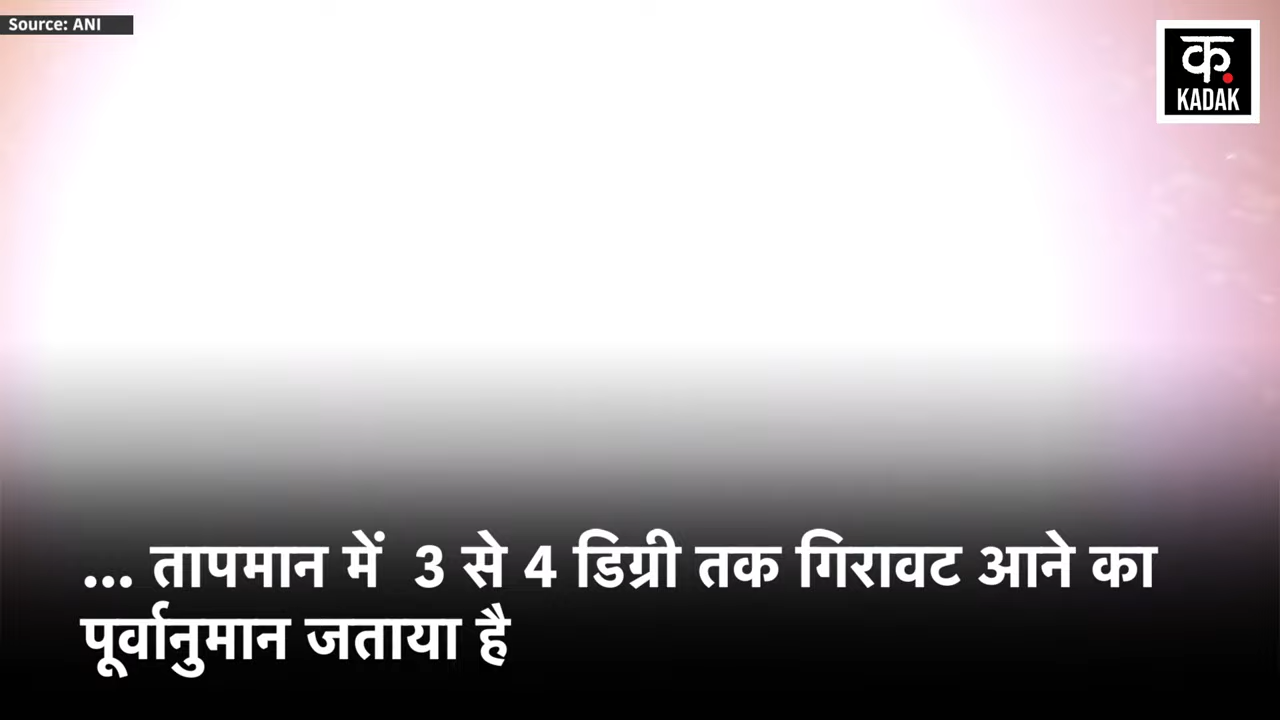 Source: ANI
क.
KADAK
... तापमान में  3 से 4 डिग्री तक गिरावट आने का
पूर्वानुमान जताया है